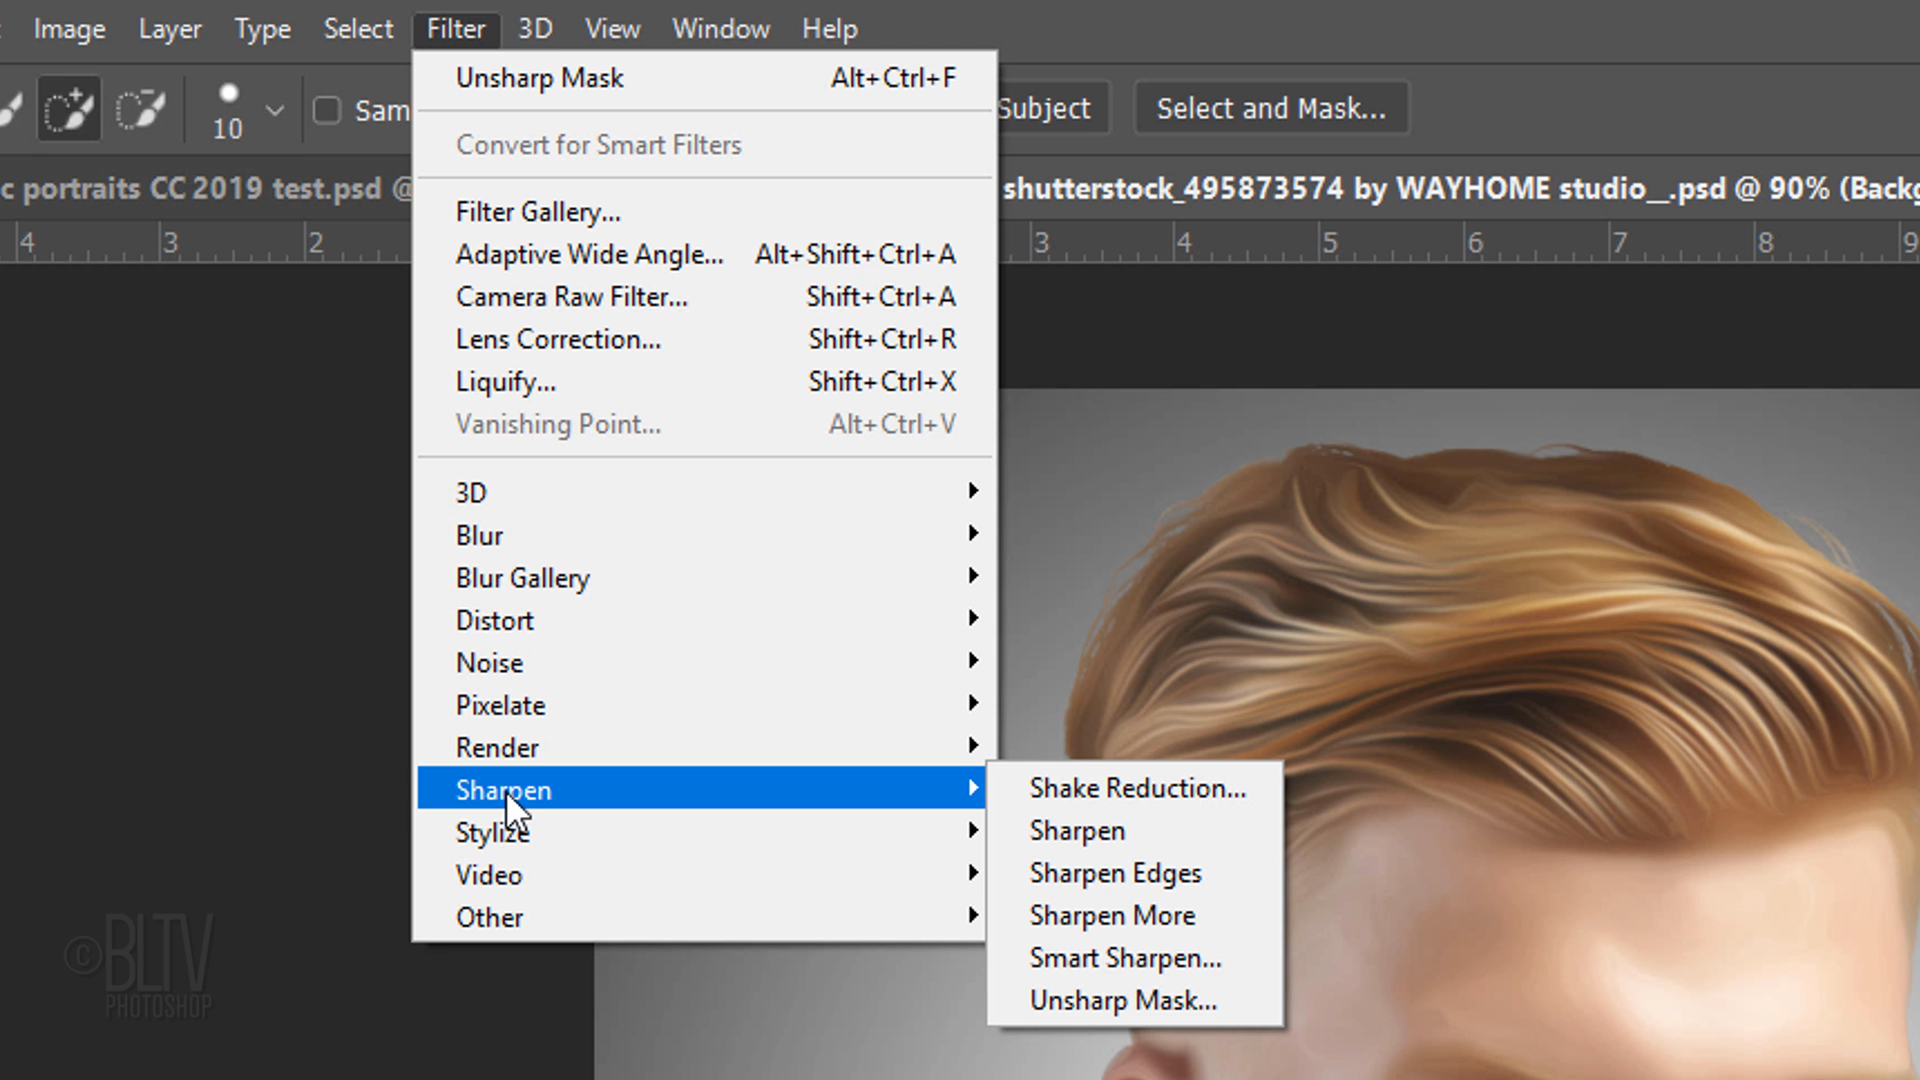 Image Layer Type Select Filter 3D View Window Help
10
Sam
Subject
Select and Mask...
c portraits CC 2019 test.psd @
shutterstock_495873574 by WAYHOME studio__.psd @ 90% (Backg
4 3 2 3 4 5 6 7 8 9
Unsharp Mask Alt+Ctrl+F
Convert for Smart Filters
Filter Gallery...
Adaptive Wide Angle... Alt+Shift+Ctrl+A
Camera Raw Filter... Shift+Ctrl+A
Lens Correction... Shift+Ctrl+R
Liquify... Shift+Ctrl+X
Vanishing Point... Alt+Ctrl+V
3D
Blur
Blur Gallery
Distort
Noise
Pixelate
Render
Sharpen
Stylize
Video
Other
Shake Reduction...
Sharpen
Sharpen Edges
Sharpen More
Smart Sharpen...
Unsharp Mask...
© BLTV
PHOTOSHOP